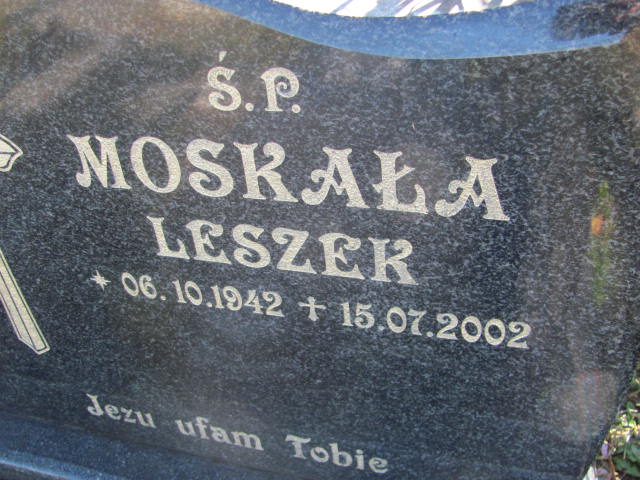 Ś.P.
MOSKAŁA
LESZEK
* 06.10.1942 + 15.07.2002
Jezu ufam Tobie